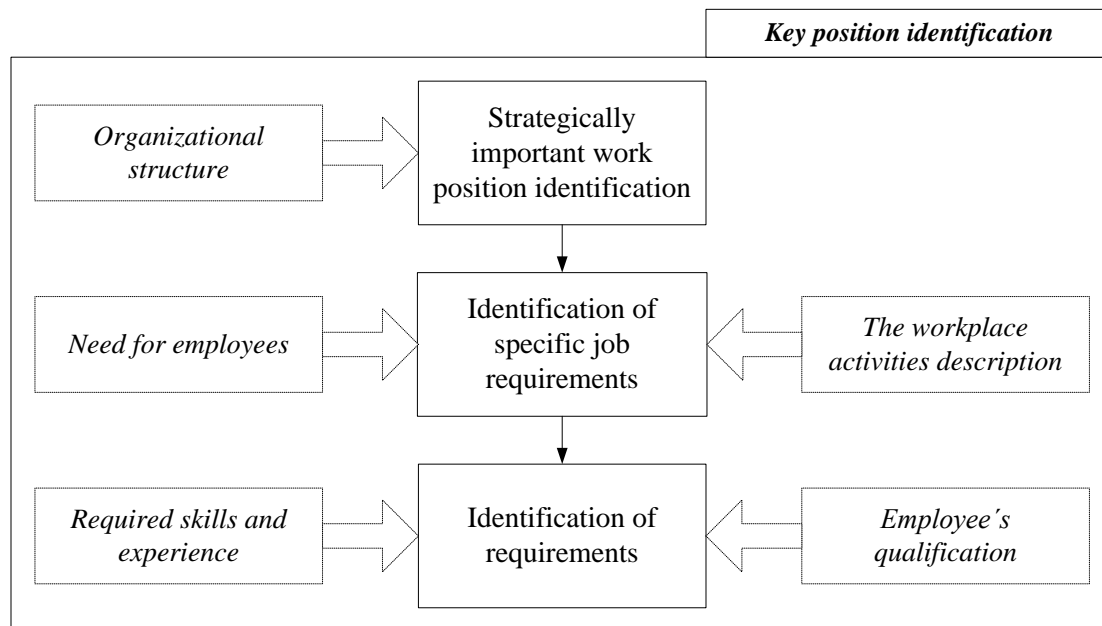 Key position identification
Organizational
structure
Strategically
important work
position identification
Need for employees
Identification of
specific job
requirements
The workplace
activities description
Required skills and
experience
Identification of
requirements
Employee´s
qualification